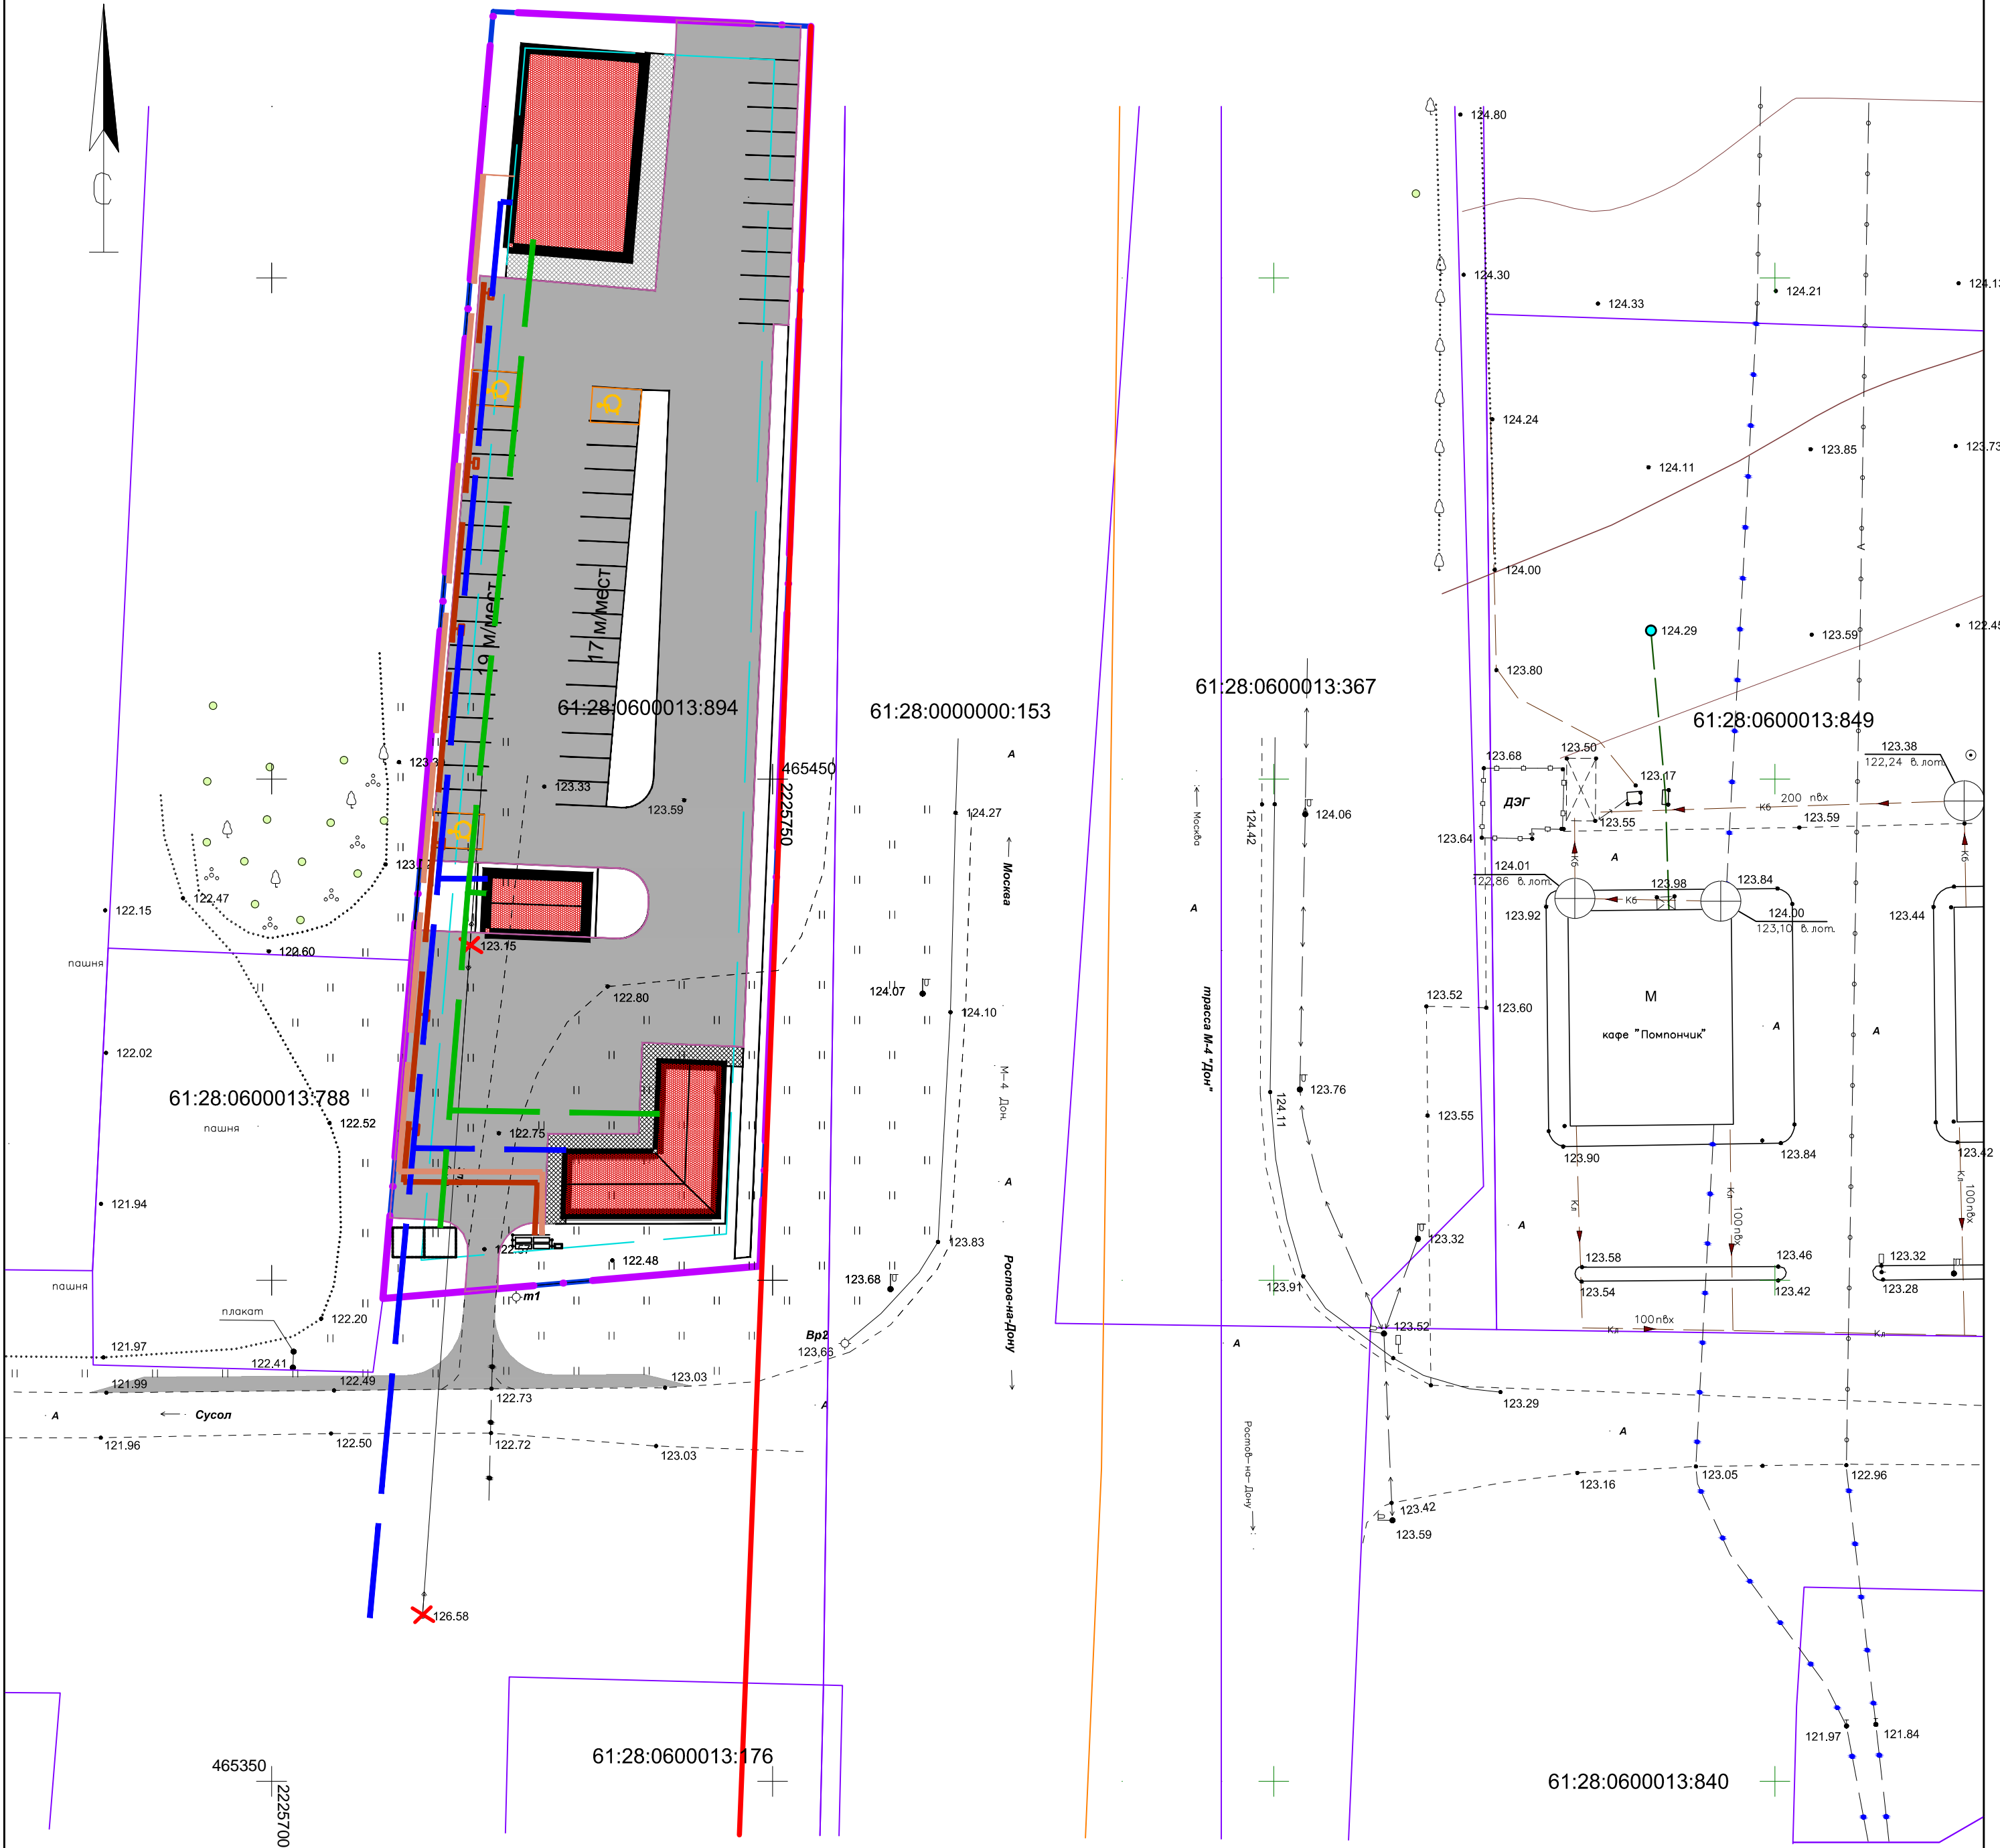 С
124.80
124.30
124.33
124.21
124.24
124.11
123.85
124.00
123.80
124.29
123.59
19 м/мест
17 м/мест
61:28:0600013:894
61:28:0000000:153
61:28:0600013:367
61:28:0600013:849
465450
2225750
123.33
123.59
124.27
А
Москва
Москва
124.42
124.06
123.68
123.50
123.17
ДЭГ
123.64
123.55
200 пвх
Кб
123.59
123.38
122,24 в.лот.
124.01
122,86 в.лот.
А
123.98
Кб
123.84
123.92
124.00
123,10 в.лот.
123.44
Кб
Кб
122.15
122.47
122.60
пашня
123.15
122.80
124.07
124.10
А
трасса М-4 "Дон"
123.52
123.60
М
кафе "Помпончик"
А
А
122.02
61:28:0600013:788
пашня
122.52
122.75
М-4 Дон.
124.11
123.76
123.55
123.90
123.84
123.42
121.94
А
Кл
Кл
100пвх
Кл
100пвх
А
122.48
123.83
123.32
123.68
Ростов-на-Дону
123.91
123.58
123.46
123.54
123.42
123.32
123.28
пашня
плакат
122.20
т1
Вр2
123,66
123.52
100пвх
Кл
Кл
А
121.97
122.41
121.99
122.49
122.73
123.03
123.29
А
Сусол
А
А
121.96
122.50
122.72
123.03
Ростов-на-Дону
123.16
123.05
122.96
123.42
123.59
126.58
121.97
121.84
61:28:0600013:176
61:28:0600013:840
465350
2225700